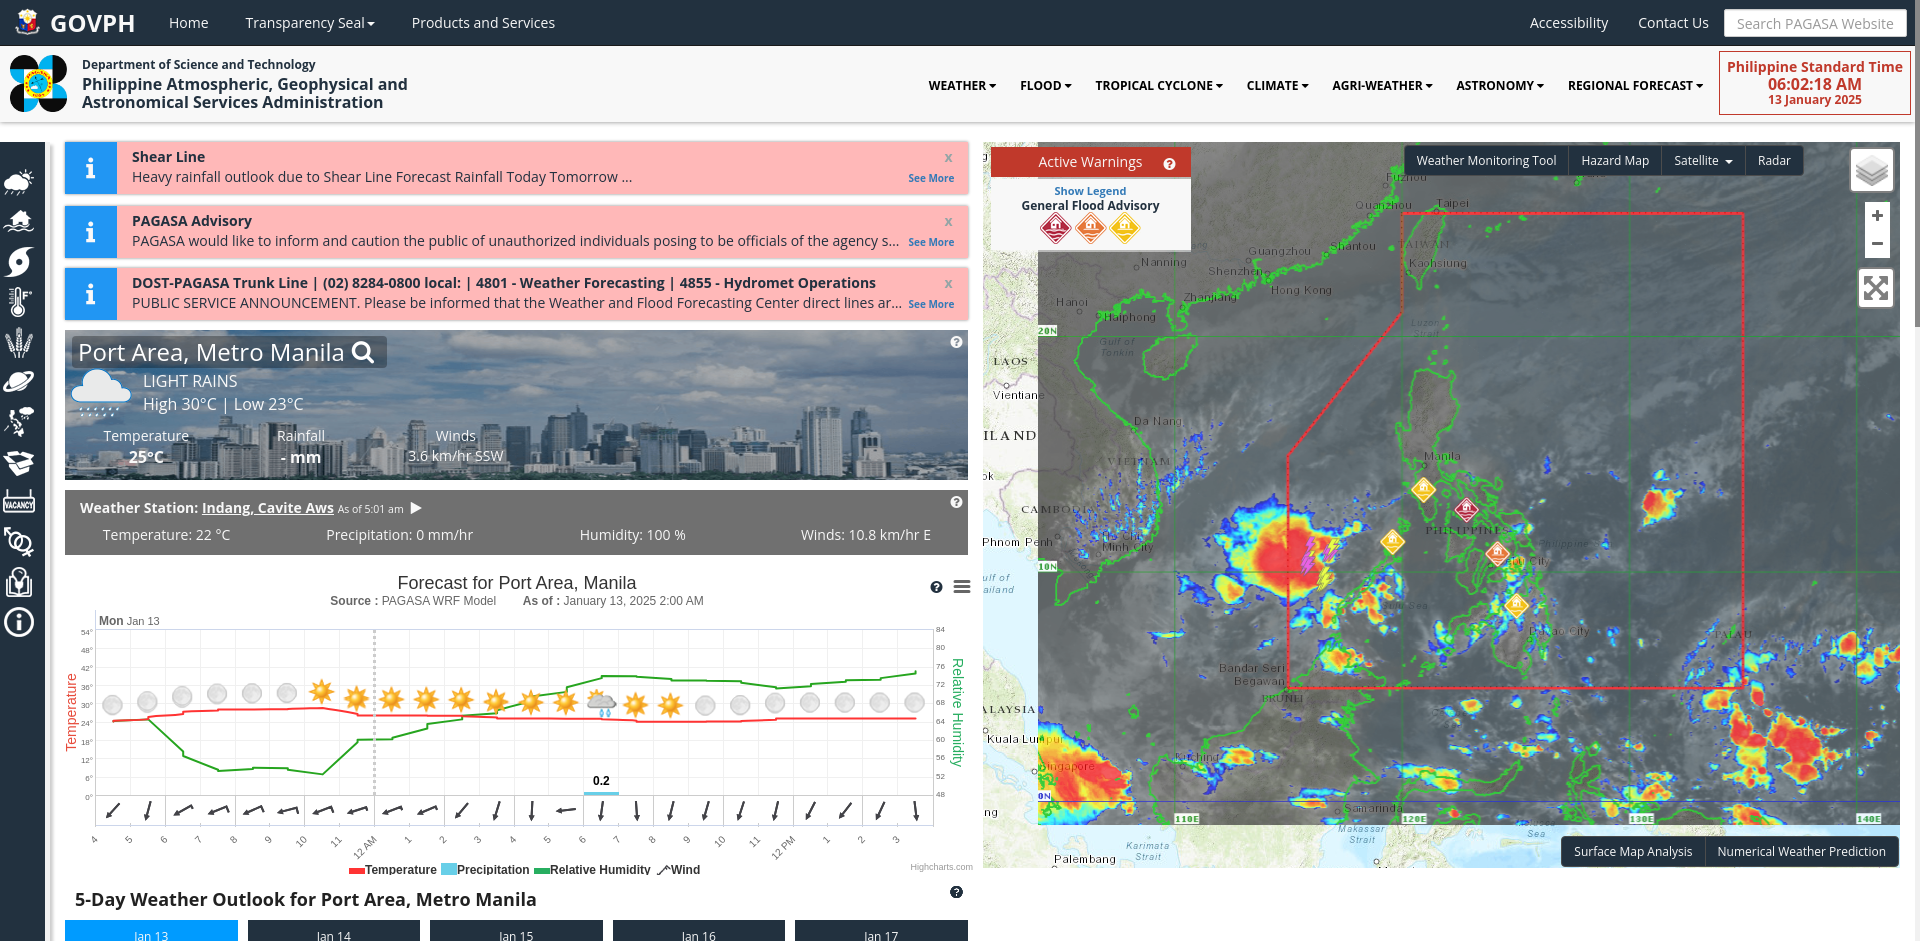 GOVPH
Home
Transparency Seal
Products and Services
Accessibility
Contact Us
Search PAGASA Website
Department of Science and Technology
Philippine Atmospheric, Geophysical and
Astronomical Services Administration
WEATHER
FLOOD
TROPICAL CYCLONE
CLIMATE
AGRI-WEATHER
ASTRONOMY
REGIONAL FORECAST
Philippine Standard Time
06:02:18 AM
13 January 2025
Shear Line
x
Heavy rainfall outlook due to Shear Line Forecast Rainfall Today Tomorrow ...
See More
PAGASA Advisory
x
PAGASA would like to inform and caution the public of unauthorized individuals posing to be officials of the agency s...
See More
DOST-PAGASA Trunk Line | (02) 8284-0800 local: | 4801 - Weather Forecasting | 4855 - Hydromet Operations
x
PUBLIC SERVICE ANNOUNCEMENT. Please be informed that the Weather and Flood Forecasting Center direct lines ar...
See More
VACANCY
Port Area, Metro Manila
LIGHT RAINS
High 30°C | Low 23°C
Temperature
Rainfall
Winds
25°C
- mm
3.6 km/hr SSW
Weather Station: Indang, Cavite Aws As of 5:01 am
Temperature: 22 °C
Precipitation: 0 mm/hr
Humidity: 100 %
Winds: 10.8 km/hr E
Forecast for Port Area, Manila
Source : PAGASA WRF Model As of : January 13, 2025 2:00 AM
Mon Jan 13
Temperature
54°
48°
42°
36°
30°
24°
18°
12°
6°
0°
84
80
76
72
68
64
60
56
52
48
Relative Humidity
0.2
4
5
6
7
8
9
10
11
12 AM
1
2
3
4
5
6
7
8
9
10
11
12 PM
1
2
3
Temperature
Precipitation
Relative Humidity
Wind
Highcharts.com
5-Day Weather Outlook for Port Area, Metro Manila
Jan 13
Jan 14
Jan 15
Jan 16
Jan 17
Active Warnings
Show Legend
General Flood Advisory
Weather Monitoring Tool
Hazard Map
Satellite
Radar
+
−
Fuzhou
Quanzhou
Taipei
TAIWAN
Kaohsiung
Guangzhou
Shantou
Nanning
Shenzhen
Hong Kong
Hanoi
Zhanjiang
Haiphong
20N
Luzon
Strait
Gulf of
Tonkin
LAOS
Vientiane
Da Nang
ILAND
VIETNAM
Manila
ok
CAMBODIA
PHILIPPINES
Phnom Penh
Ho Chi
Minh City
10N
Philippine
Cebu City
ulf of
ailand
Sulu Sea
Davao City
PALAU
Bandar Seri
Begawan
BRUNEI
ALAYSIA
Kuala Lumpur
Kuching
Singapore
0N
Samarinda
ng
110E
120E
130E
140E
Makassar
Strait
Sea
Karimata
Strait
Palembang
Surface Map Analysis
Numerical Weather Prediction